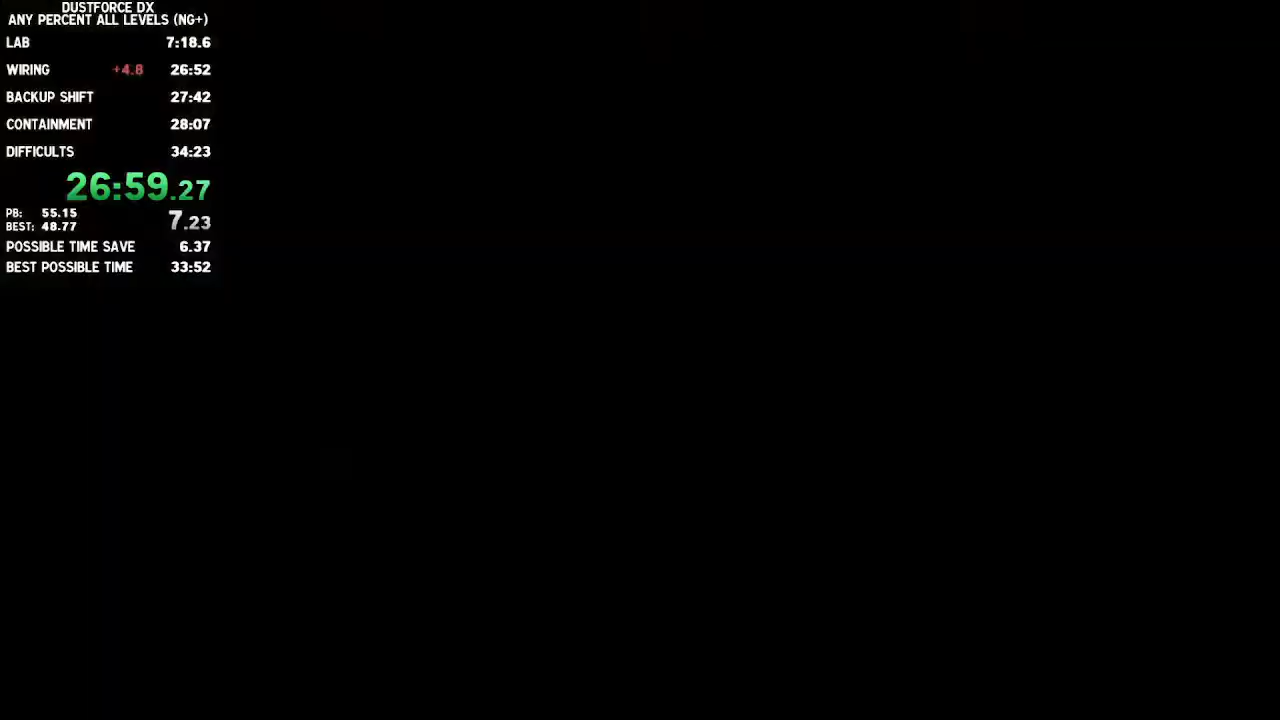 DUSTFORCE DX
ANY PERCENT ALL LEVELS (NG+)
LAB 7:18.6
WIRING +4.8 26:52
BACKUP SHIFT 27:42
CONTAINMENT 28:07
DIFFICULTS 34:23
26:59.27
PB: 55.15
BEST: 48.77
7.23
POSSIBLE TIME SAVE 6.37
BEST POSSIBLE TIME 33:52